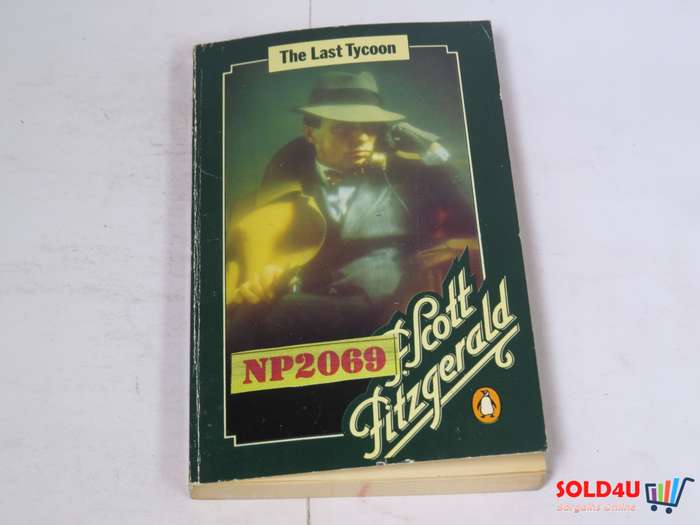 The Last Tycoon
NP2069
F. Scott
Fitzgerald
SOLD4U
Bargains Online